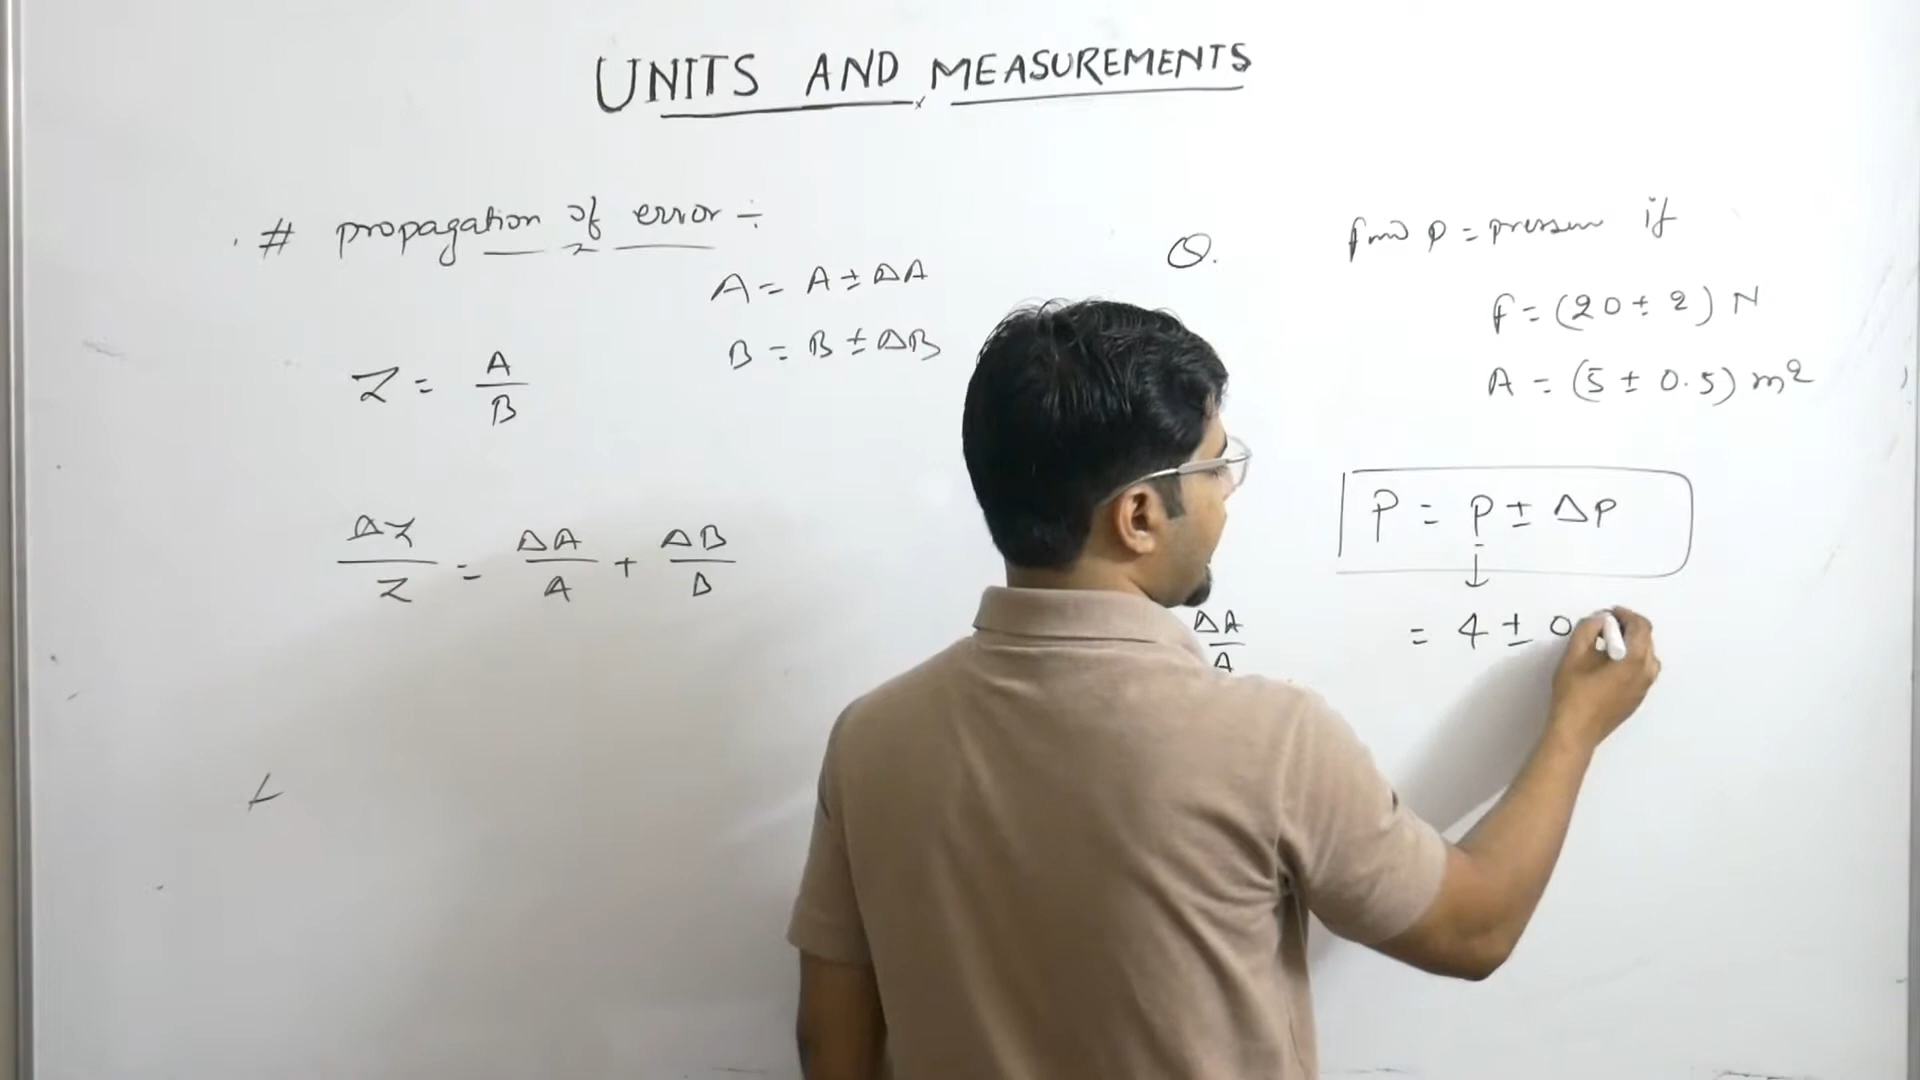 UNITS AND MEASUREMENTS
# propagation of error ÷
A = A ± ΔA
B = B ± ΔB
Z = A/B
ΔZ/Z = ΔA/A + ΔB/B
Q. find P = pressure if
F = (20 ± 2) N
A = (5 ± 0.5) m²
P = P ± ΔP
ΔA/A
= 4 ± 0